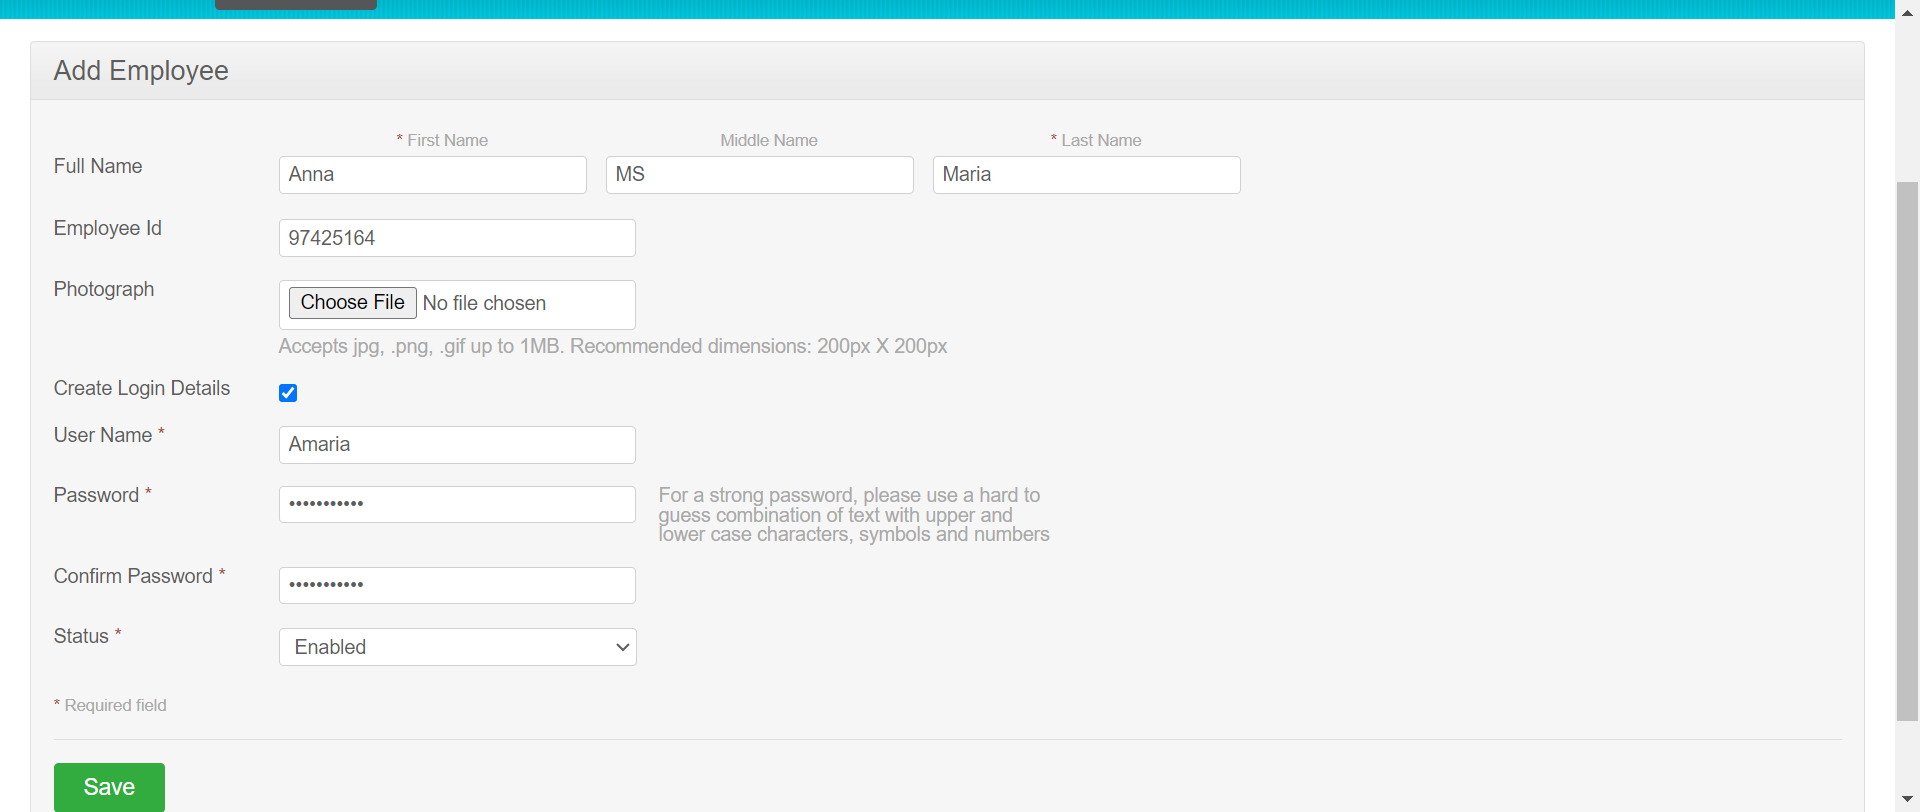 Add Employee
* First Name Middle Name * Last Name
Full Name Anna MS Maria
Employee Id 97425164
Photograph Choose File No file chosen
Accepts jpg, .png, .gif up to 1MB. Recommended dimensions: 200px X 200px
Create Login Details
User Name * Amaria
Password * •••••••••••
For a strong password, please use a hard to
guess combination of text with upper and
lower case characters, symbols and numbers
Confirm Password * •••••••••••
Status * Enabled
* Required field
Save